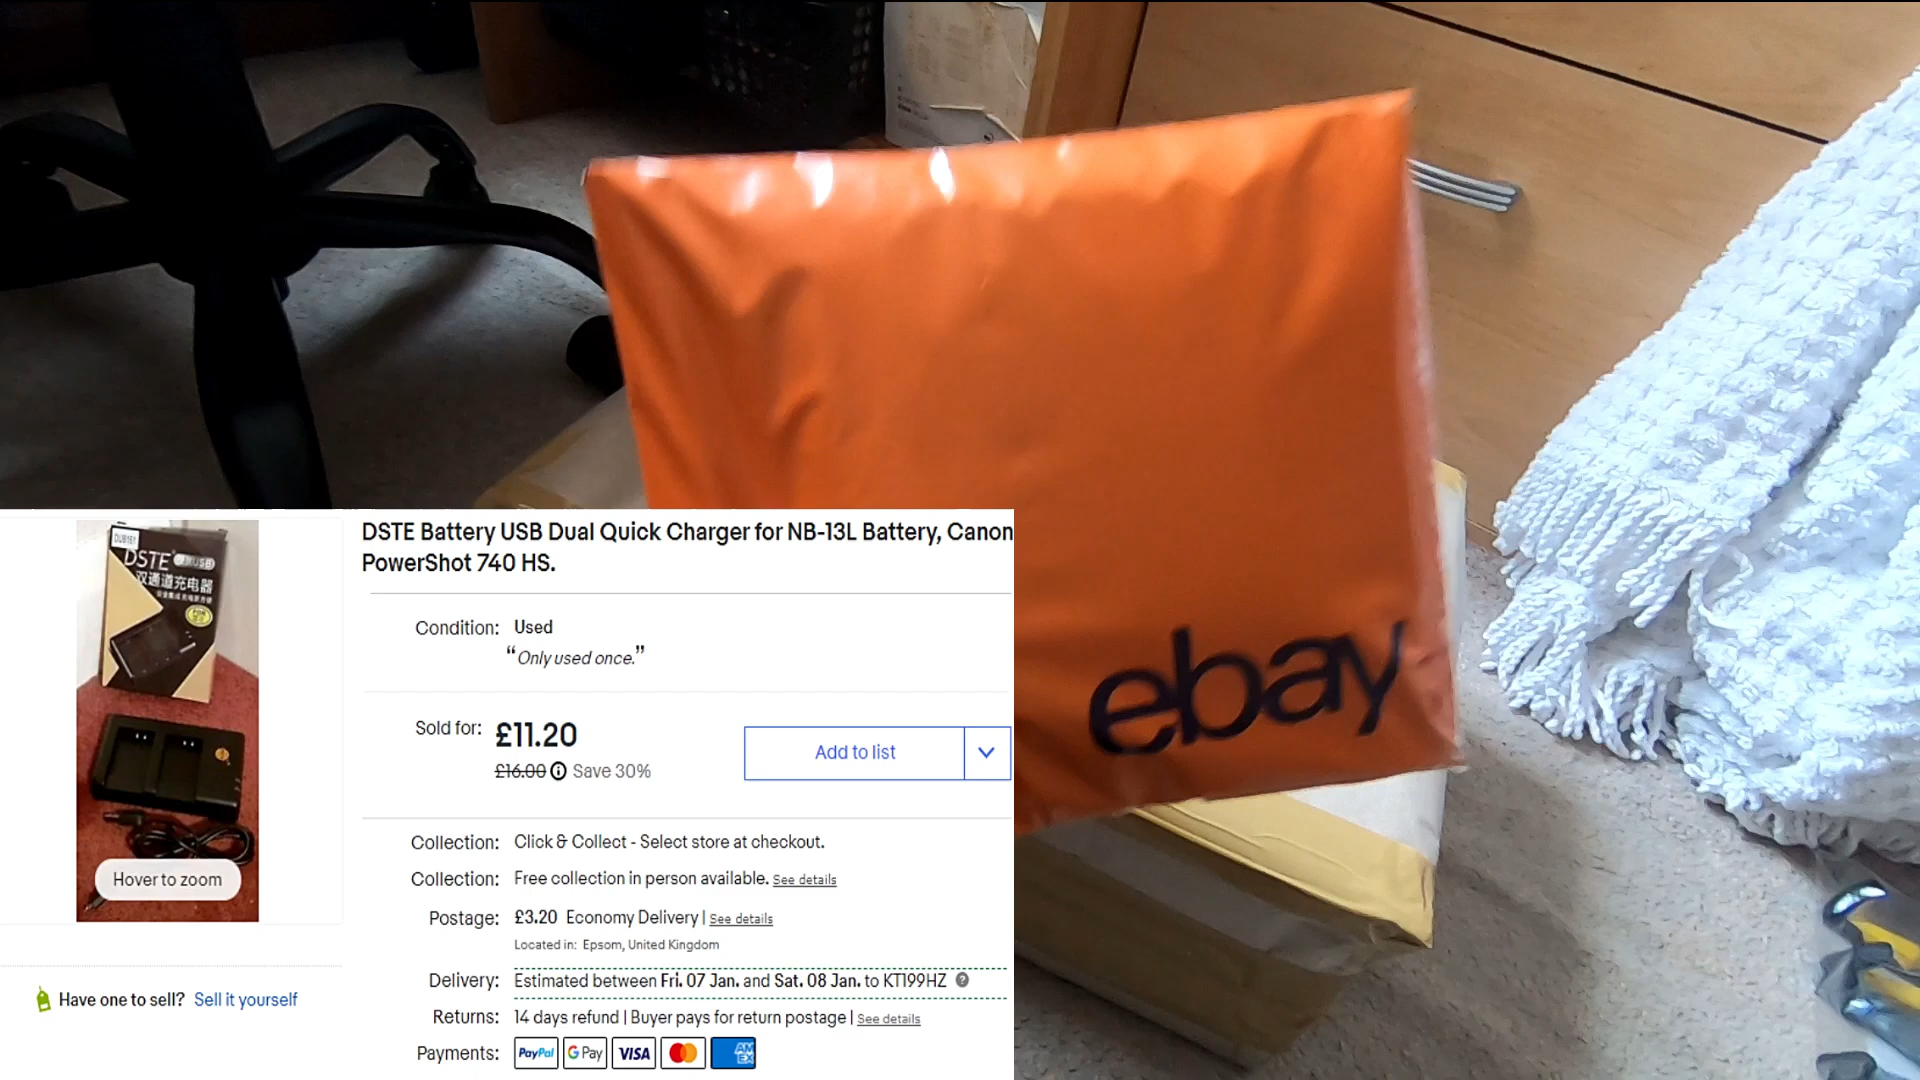 ebay
DUB161
DSTE
双通道充电器
DSTE Battery USB Dual Quick Charger for NB-13L Battery, Canon
PowerShot 740 HS.
Condition: Used
“Only used once.”
Sold for: £11.20
£16.00 Save 30%
Add to list
Collection: Click & Collect - Select store at checkout.
Collection: Free collection in person available. See details
Postage: £3.20 Economy Delivery | See details
Located in: Epsom, United Kingdom
Delivery: Estimated between Fri. 07 Jan. and Sat. 08 Jan. to KT199HZ ?
Returns: 14 days refund | Buyer pays for return postage | See details
Payments: PayPal G Pay VISA AM EX
Hover to zoom
Have one to sell? Sell it yourself